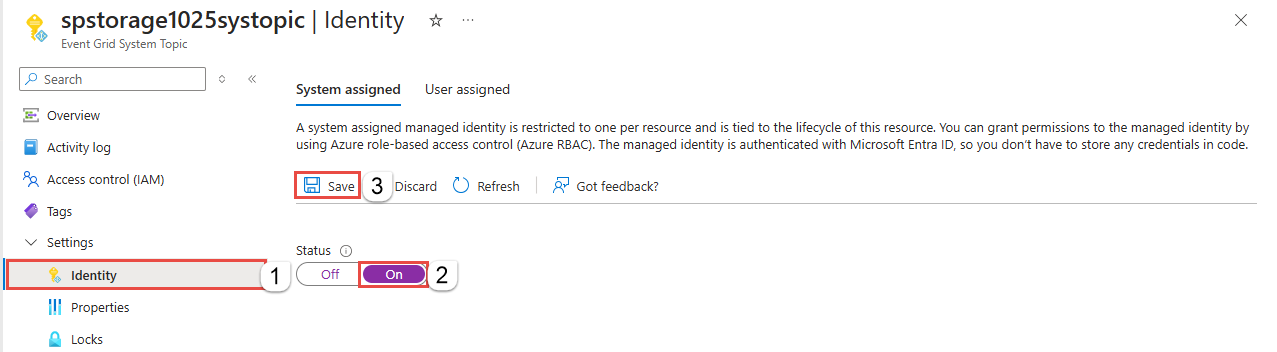 spstorage1025systopic | Identity
Event Grid System Topic
Search
Overview
Activity log
Access control (IAM)
Tags
Settings
Identity
1
Properties
Locks
System assigned
User assigned
A system assigned managed identity is restricted to one per resource and is tied to the lifecycle of this resource. You can grant permissions to the managed identity by
using Azure role-based access control (Azure RBAC). The managed identity is authenticated with Microsoft Entra ID, so you don’t have to store any credentials in code.
Save 3 Discard Refresh Got feedback?
Status
Off On 2